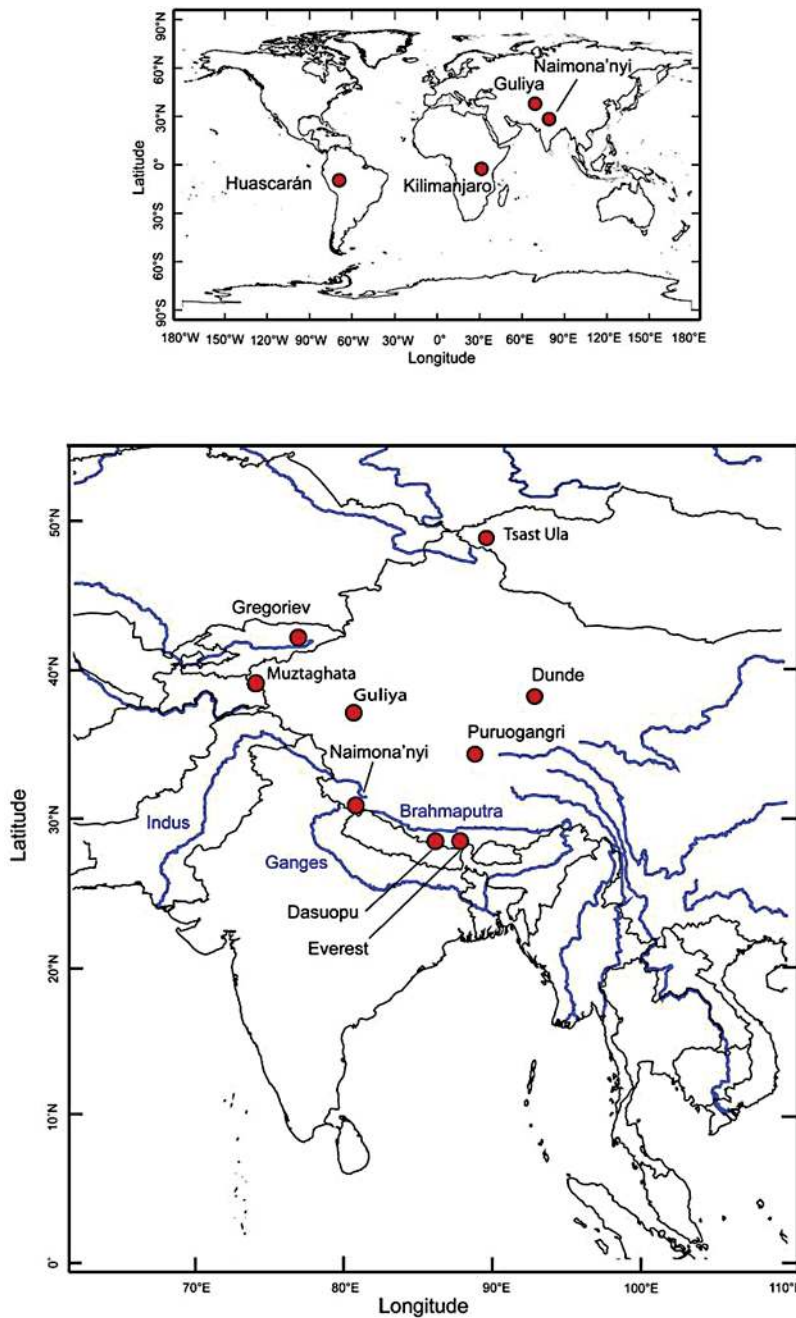 90°N
60°N
30°N
0°
30°S
60°S
90°S
Latitude
Naimona'nyi
Guliya
Huascarán
Kilimanjaro
180°W 150°W 120°W 90°W 60°W 30°W 0° 30°E 60°E 90°E 120°E 150°E 180°E
Longitude
50°N
40°N
30°N
20°N
10°N
0°
Latitude
Tsast Ula
Gregoriev
Muztaghata
Dunde
Guliya
Puruogangri
Naimona'nyi
Indus
Brahmaputra
Ganges
Dasuopu
Everest
70°E 80°E 90°E 100°E 110°E
Longitude